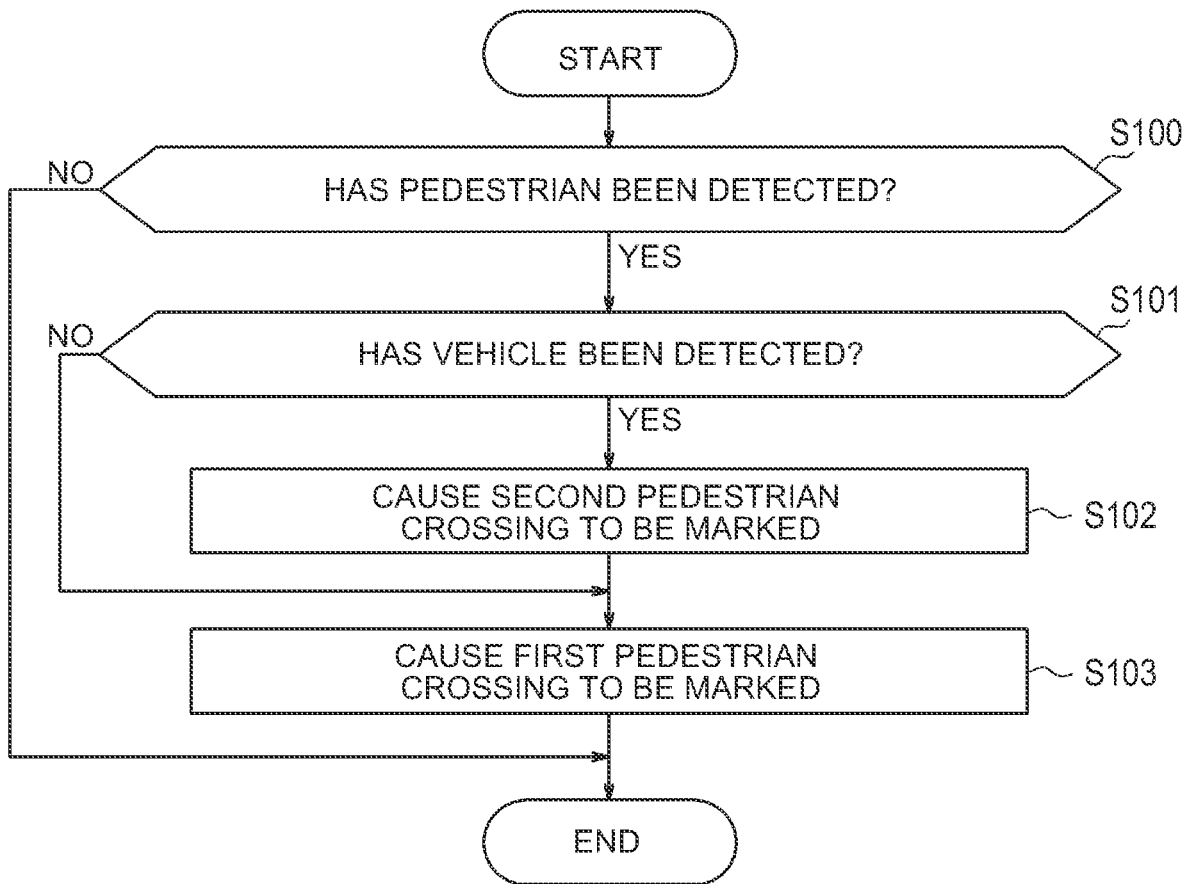 START
S100
NO
HAS PEDESTRIAN BEEN DETECTED?
YES
S101
NO
HAS VEHICLE BEEN DETECTED?
YES
CAUSE SECOND PEDESTRIAN
CROSSING TO BE MARKED
S102
CAUSE FIRST PEDESTRIAN
CROSSING TO BE MARKED
S103
END